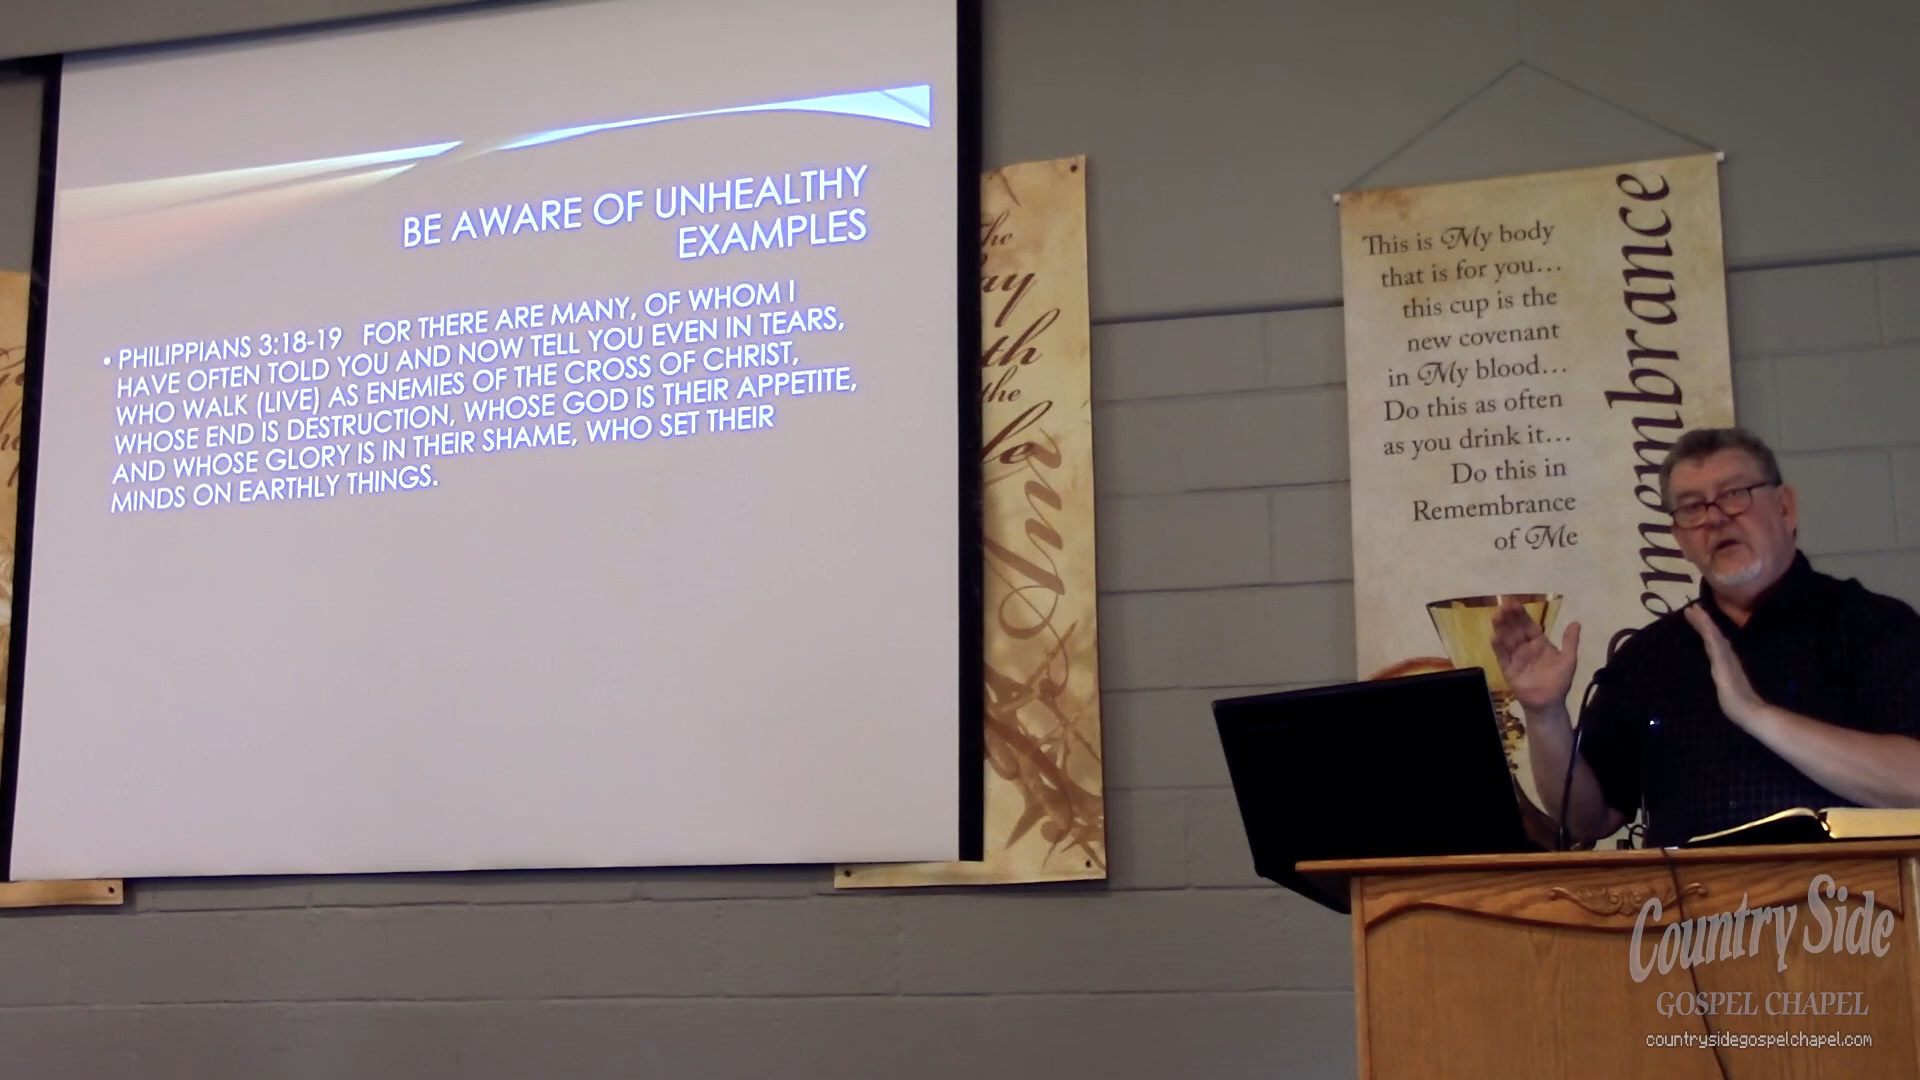 BE AWARE OF UNHEALTHY
EXAMPLES
• PHILIPPIANS 3:18-19 FOR THERE ARE MANY, OF WHOM I
HAVE OFTEN TOLD YOU AND NOW TELL YOU EVEN IN TEARS,
WHO WALK (LIVE) AS ENEMIES OF THE CROSS OF CHRIST,
WHOSE END IS DESTRUCTION, WHOSE GOD IS THEIR APPETITE,
AND WHOSE GLORY IS IN THEIR SHAME, WHO SET THEIR
MINDS ON EARTHLY THINGS.
the
This is My body
that is for you...
this cup is the
new covenant
in My blood...
Do this as often
as you drink it...
Do this in
Remembrance
of Me
emembrance
Country Side
GOSPEL CHAPEL
countrysidegospelchapel.com